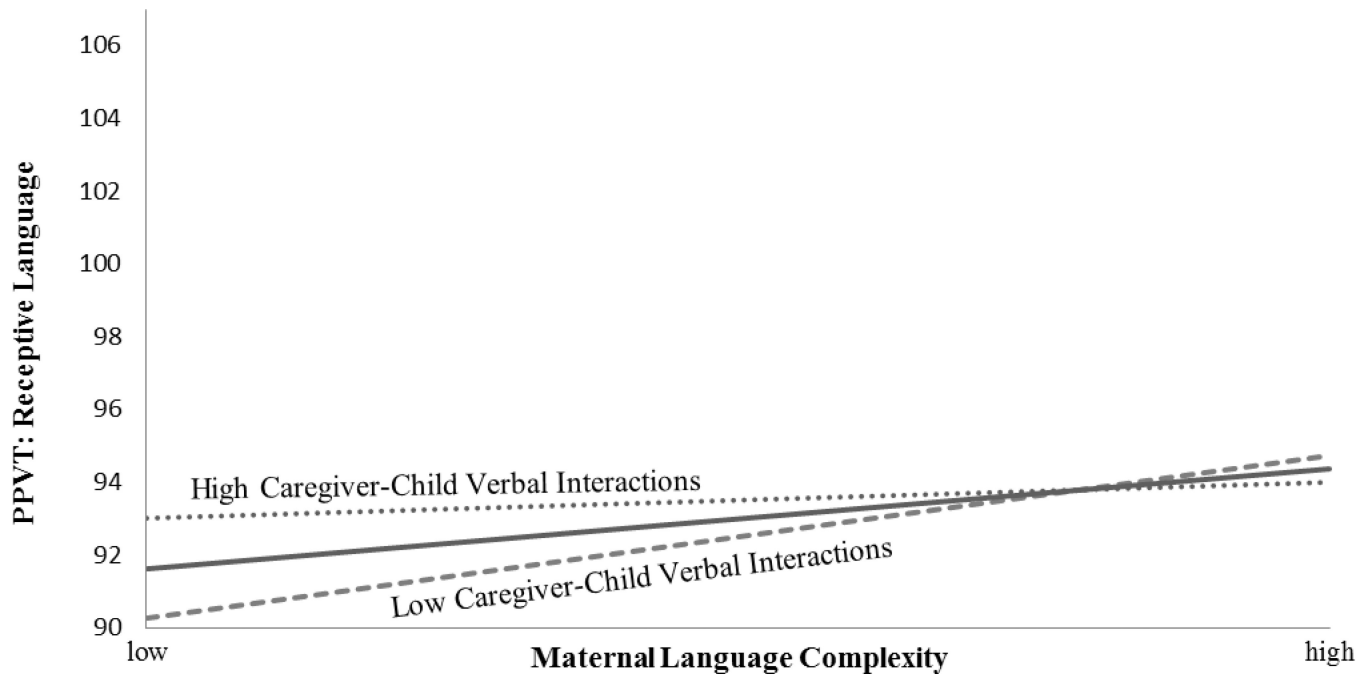 106
104
102
100
98
96
94
92
90
PPVT: Receptive Language
High Caregiver-Child Verbal Interactions
Low Caregiver-Child Verbal Interactions
low
Maternal Language Complexity
high